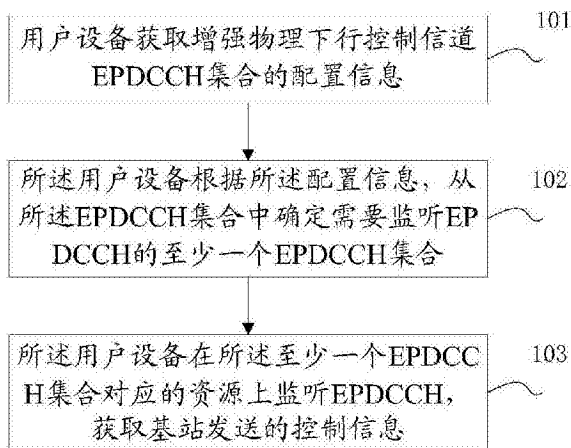 用户设备获取增强物理下行控制信道
EPDCCH集合的配置信息
101
所述用户设备根据所述配置信息，从
所述EPDCCH集合中确定需要监听EP
DCCH的至少一个EPDCCH集合
102
所述用户设备在所述至少一个EPDCC
H集合对应的资源上监听EPDCCH，
获取基站发送的控制信息
103